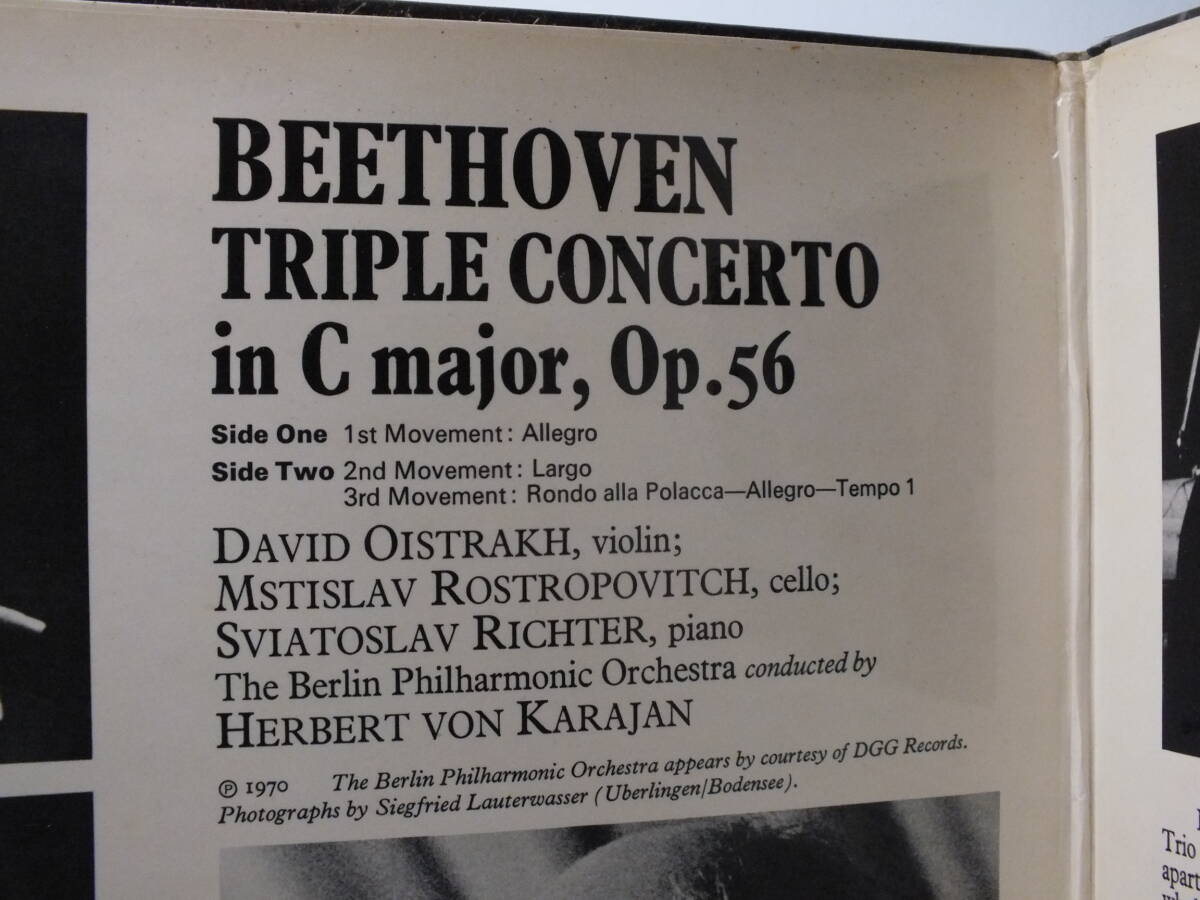 BEETHOVEN
TRIPLE CONCERTO
in C major, Op.56
Side One 1st Movement: Allegro
Side Two 2nd Movement: Largo
3rd Movement: Rondo alla Polacca—Allegro—Tempo 1
DAVID OISTRAKH, violin;
MSTISLAV ROSTROPOVITCH, cello;
SVIATOSLAV RICHTER, piano
The Berlin Philharmonic Orchestra conducted by
HERBERT VON KARAJAN
℗ 1970 The Berlin Philharmonic Orchestra appears by courtesy of DGG Records.
Photographs by Siegfried Lauterwasser (Uberlingen/Bodensee).
Trio
apart